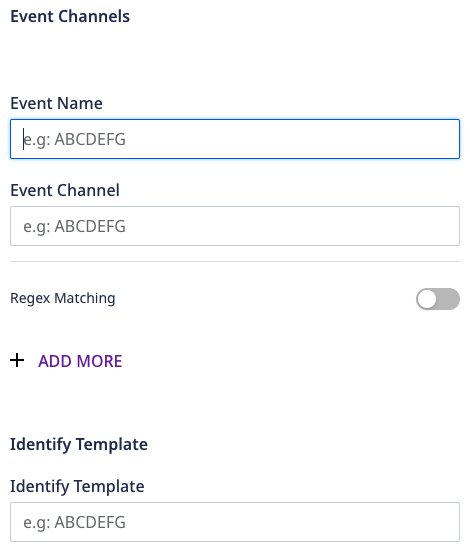 Event Channels
Event Name
e.g: ABCDEFG
Event Channel
e.g: ABCDEFG
Regex Matching
+ ADD MORE
Identify Template
Identify Template
e.g: ABCDEFG